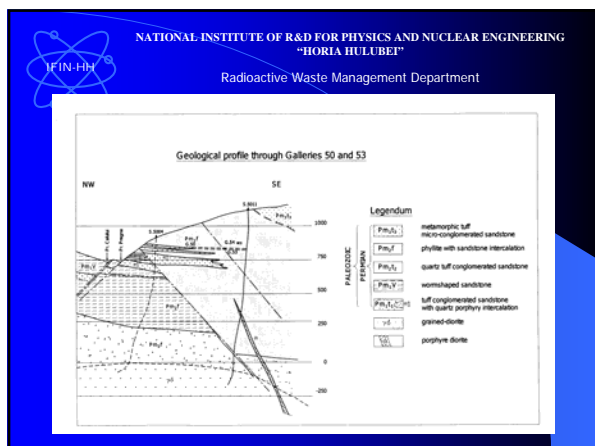 NATIONAL INSTITUTE OF R&D FOR PHYSICS AND NUCLEAR ENGINEERING
“HORIA HULUBEI”
IFIN-HH
Radioactive Waste Management Department
Geological profile through Galleries 50 and 53
NW
SE
Legendum
1000
750
500
250
0
-250
PALEOZOIC
PERMIAN
metamorphic tuff
micro-conglomerated sandstone
phyllite with sandstone intercalation
quartz tuff conglomerated sandstone
wormshaped sandstone
tuff conglomerated sandstone
with quartz porphyry intercalation
grained-diorite
porphyre diorite